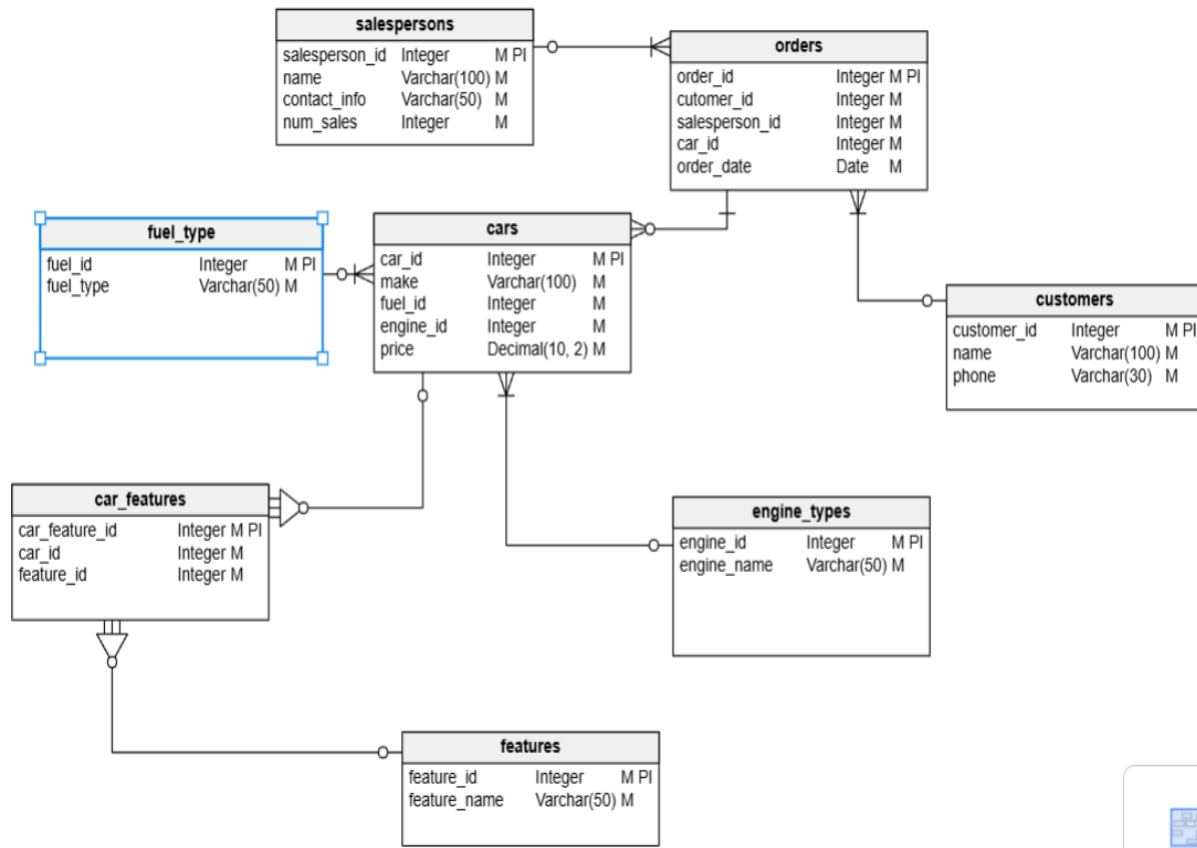 salespersons
salesperson_id Integer M PI
name Varchar(100) M
contact_info Varchar(50) M
num_sales Integer M
orders
order_id Integer M PI
cutomer_id Integer M
salesperson_id Integer M
car_id Integer M
order_date Date M
fuel_type
fuel_id Integer M PI
fuel_type Varchar(50) M
cars
car_id Integer M PI
make Varchar(100) M
fuel_id Integer M
engine_id Integer M
price Decimal(10, 2) M
customers
customer_id Integer M PI
name Varchar(100) M
phone Varchar(30) M
car_features
car_feature_id Integer M PI
car_id Integer M
feature_id Integer M
engine_types
engine_id Integer M PI
engine_name Varchar(50) M
features
feature_id Integer M PI
feature_name Varchar(50) M